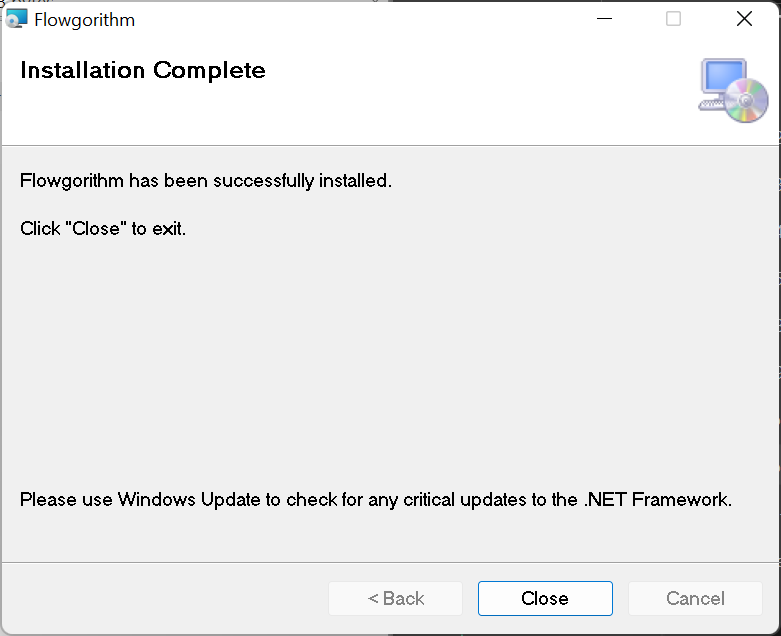 Flowgorithm
Installation Complete
Flowgorithm has been successfully installed.
Click "Close" to exit.
Please use Windows Update to check for any critical updates to the .NET Framework.
< Back
Close
Cancel